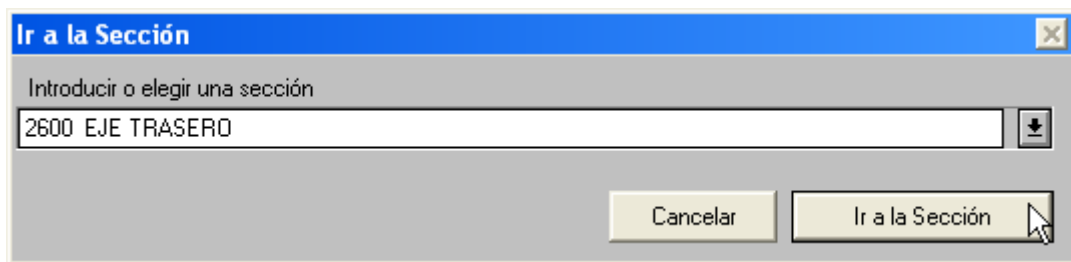 Ir a la Sección
Introducir o elegir una sección
2600 EJE TRASERO
Cancelar
Ir a la Sección